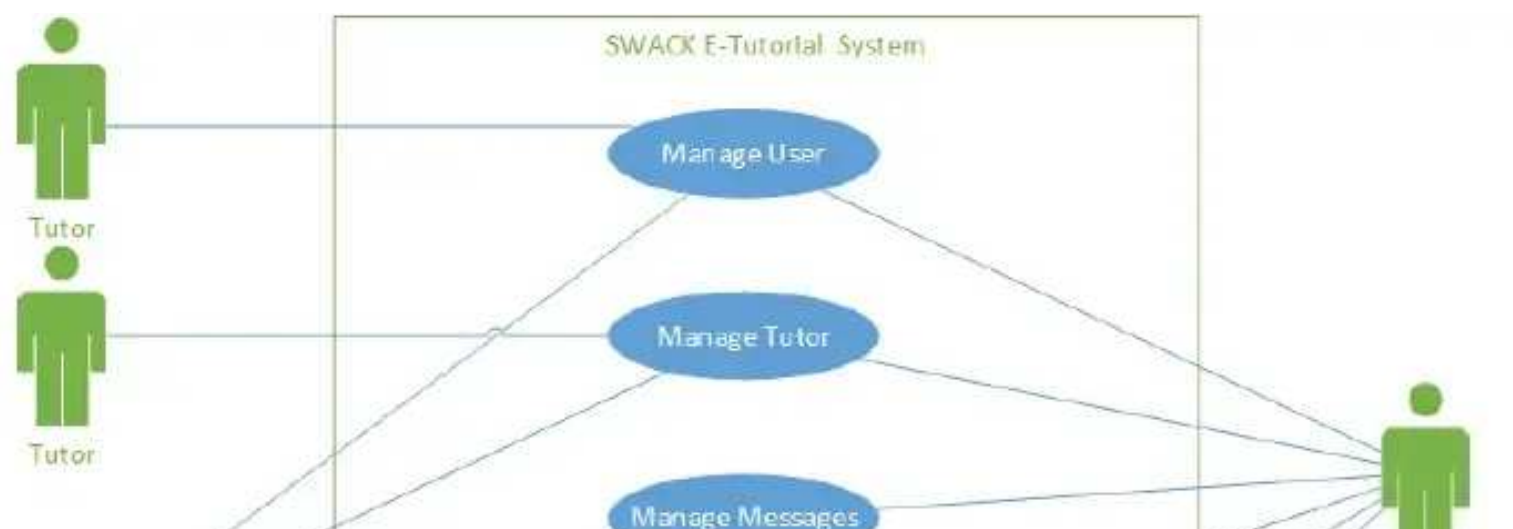 SWACK E-Tutorial System
Manage User
Tutor
Manage Tutor
Tutor
Manage Messages